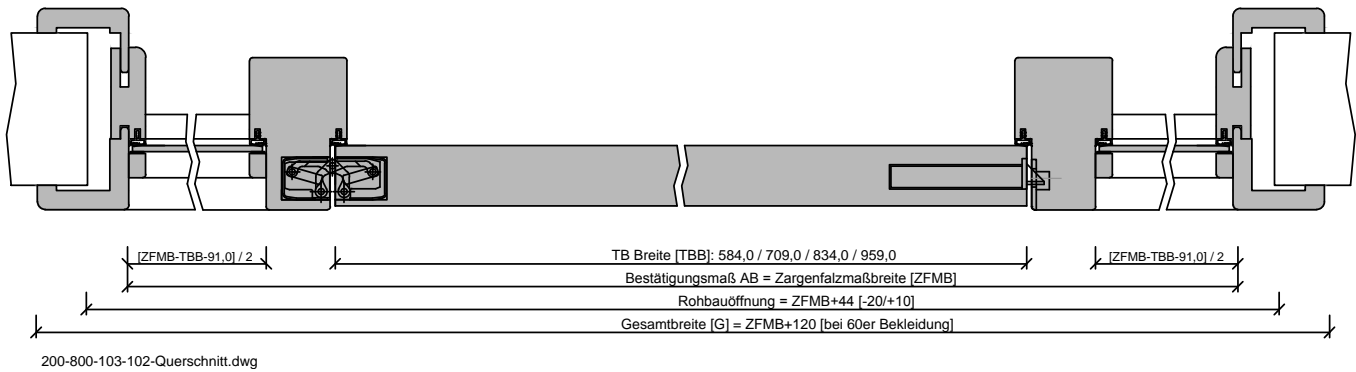 [ZFMB-TBB-91,0] / 2
TB Breite [TBB]: 584,0 / 709,0 / 834,0 / 959,0
[ZFMB-TBB-91,0] / 2
Bestätigungsmaß AB = Zargenfalzmaßbreite [ZFMB]
Rohbauöffnung = ZFMB+44 [-20/+10]
Gesamtbreite [G] = ZFMB+120 [bei 60er Bekleidung]
200-800-103-102-Querschnitt.dwg